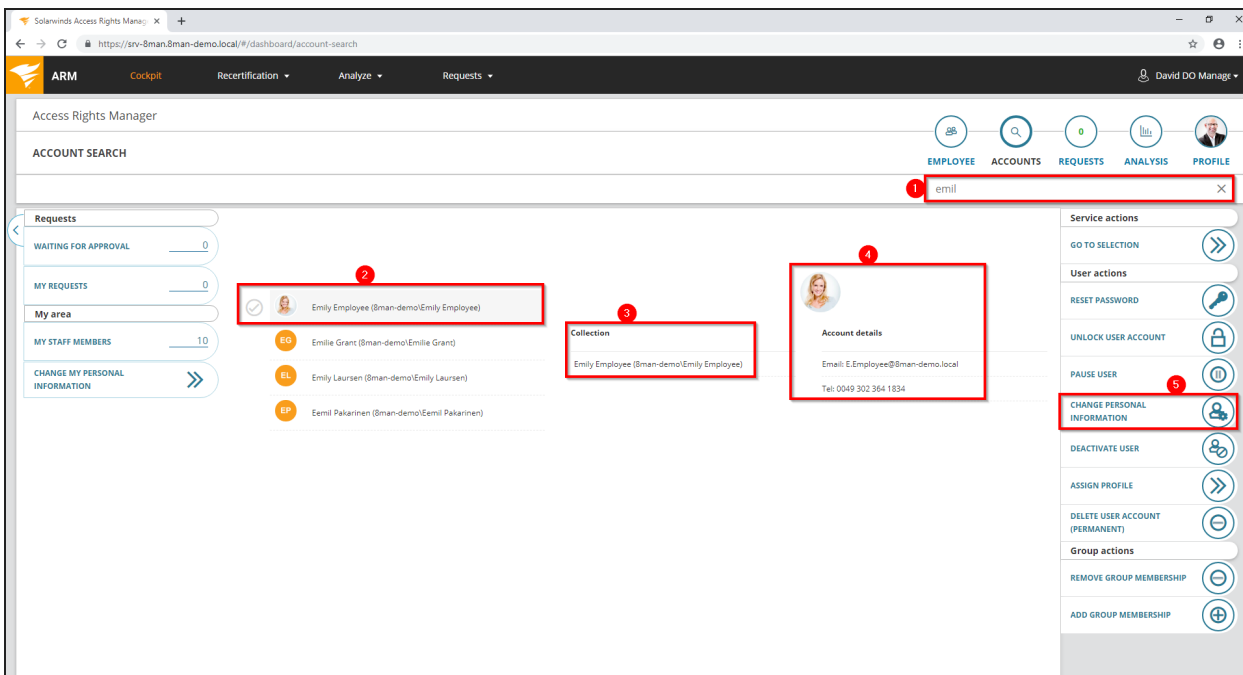 Solarwinds Access Rights Manag
https://srv-8man.8man-demo.local/#/dashboard/account-search
ARM Cockpit Recertification Analyze Requests David DO Manage
Access Rights Manager
ACCOUNT SEARCH
0
EMPLOYEE ACCOUNTS REQUESTS ANALYSIS PROFILE
1 emil
Requests
WAITING FOR APPROVAL 0
MY REQUESTS 0
My area
MY STAFF MEMBERS 10
CHANGE MY PERSONAL
INFORMATION
2
Emily Employee (8man-demo\Emily Employee)
EG Emilie Grant (8man-demo\Emilie Grant)
EL Emily Laursen (8man-demo\Emily Laursen)
EP Eemil Pakarinen (8man-demo\Eemil Pakarinen)
3
Collection
Emily Employee (8man-demo\Emily Employee)
4
Account details
Email: E.Employee@8man-demo.local
Tel: 0049 302 364 1834
Service actions
GO TO SELECTION
User actions
RESET PASSWORD
UNLOCK USER ACCOUNT
PAUSE USER
5
CHANGE PERSONAL
INFORMATION
DEACTIVATE USER
ASSIGN PROFILE
DELETE USER ACCOUNT
(PERMANENT)
Group actions
REMOVE GROUP MEMBERSHIP
ADD GROUP MEMBERSHIP